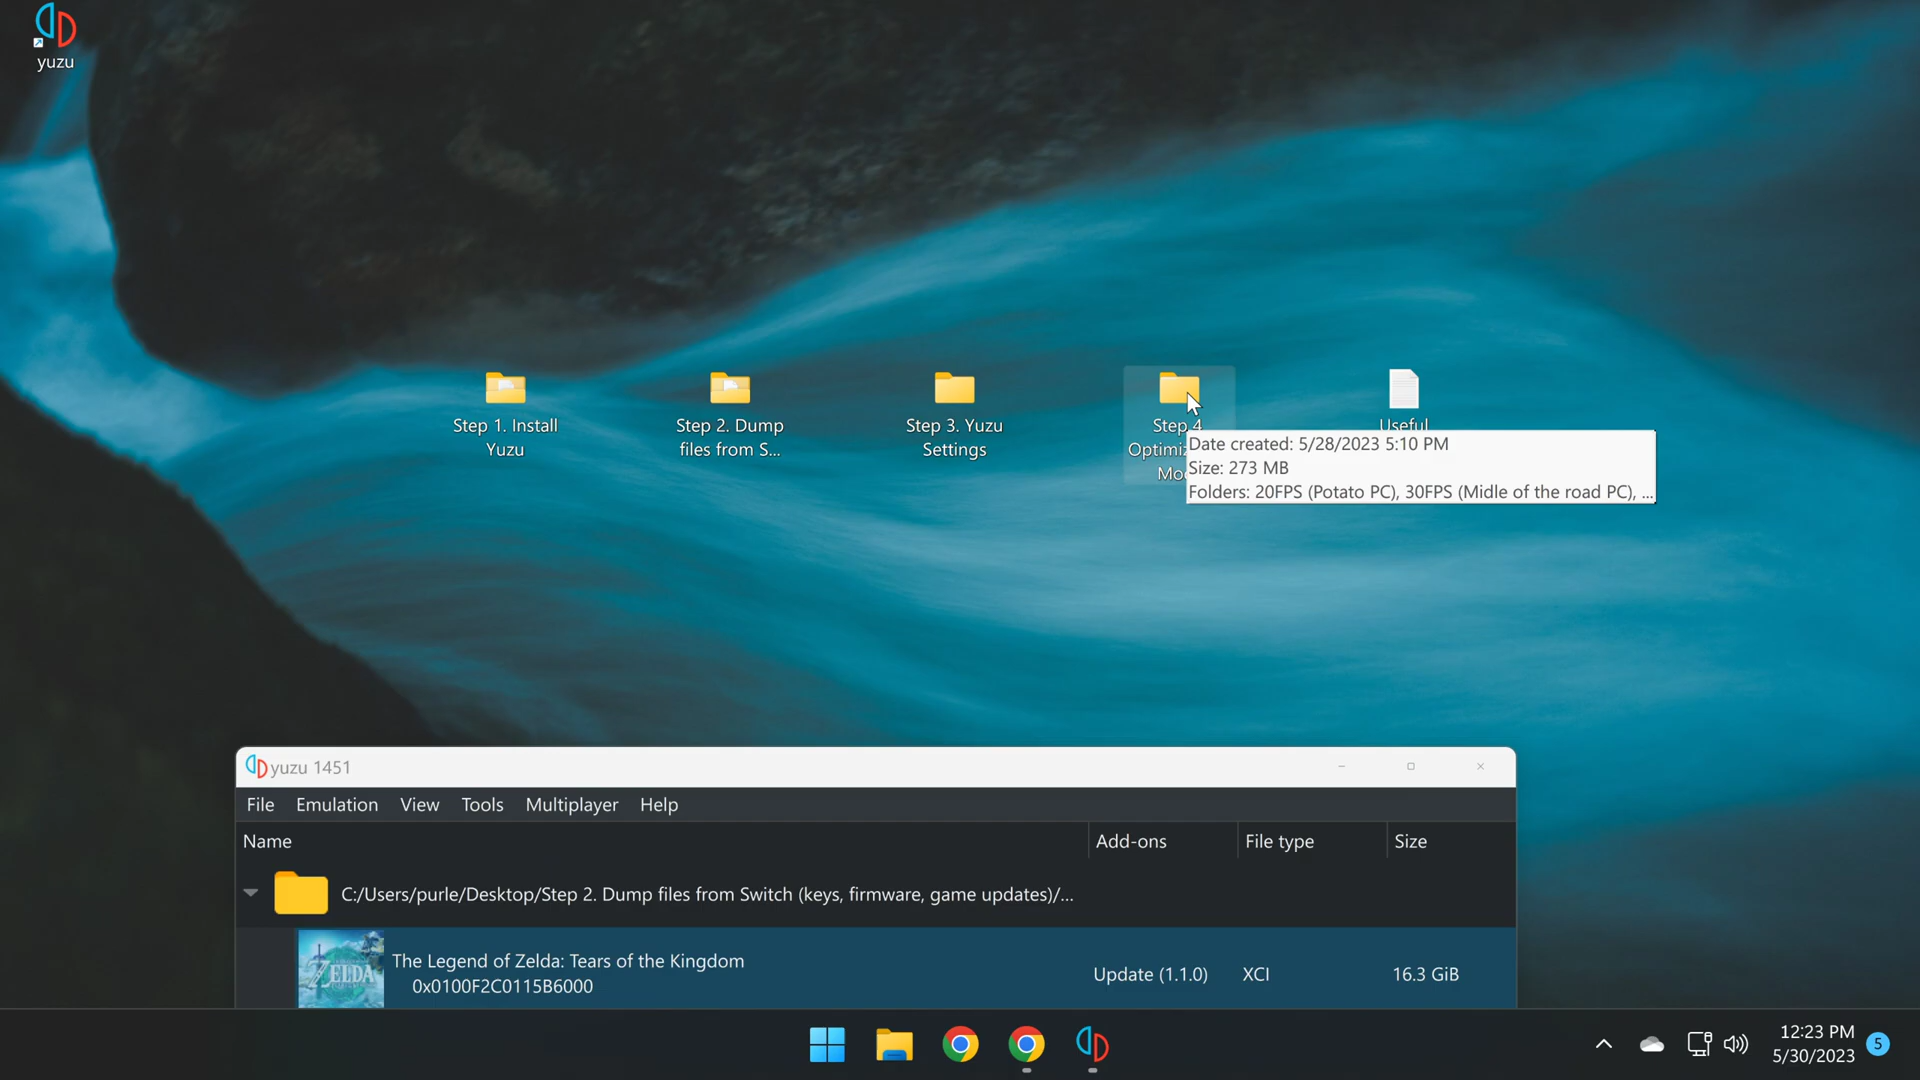 yuzu
Step 1. Install
Yuzu
Step 2. Dump
files from S...
Step 3. Yuzu
Settings
Step 4
Optimiz
Mo
Useful
Date created: 5/28/2023 5:10 PM
Size: 273 MB
Folders: 20FPS (Potato PC), 30FPS (Midle of the road PC), ...
yuzu 1451
File Emulation View Tools Multiplayer Help
Name Add-ons File type Size
C:/Users/purle/Desktop/Step 2. Dump files from Switch (keys, firmware, game updates)/...
ZELDA
The Legend of Zelda: Tears of the Kingdom
0x0100F2C0115B6000
Update (1.1.0) XCI 16.3 GiB
12:23 PM
5/30/2023
5